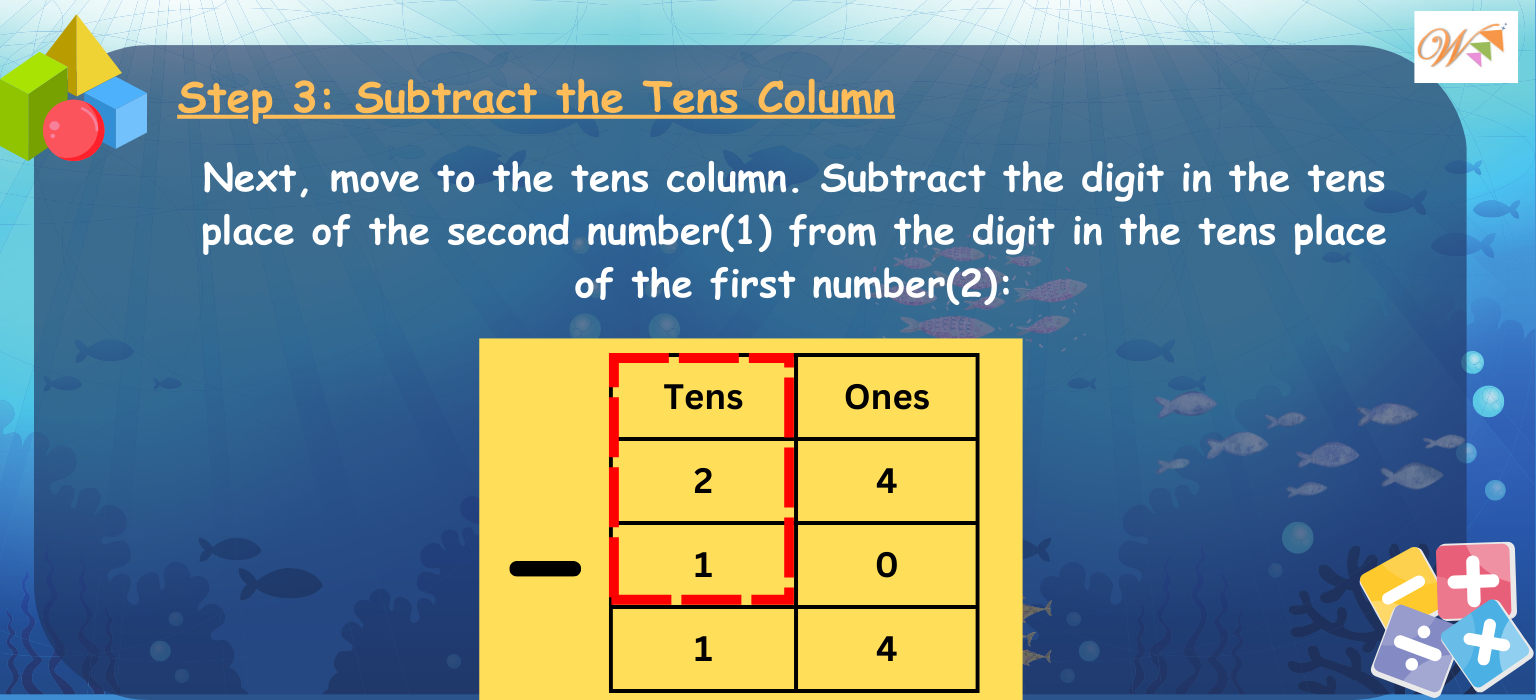 W
Step 3: Subtract the Tens Column
Next, move to the tens column. Subtract the digit in the tens
place of the second number(1) from the digit in the tens place
of the first number(2):
Tens Ones
2 4
− 1 0
1 4
− +
÷ +